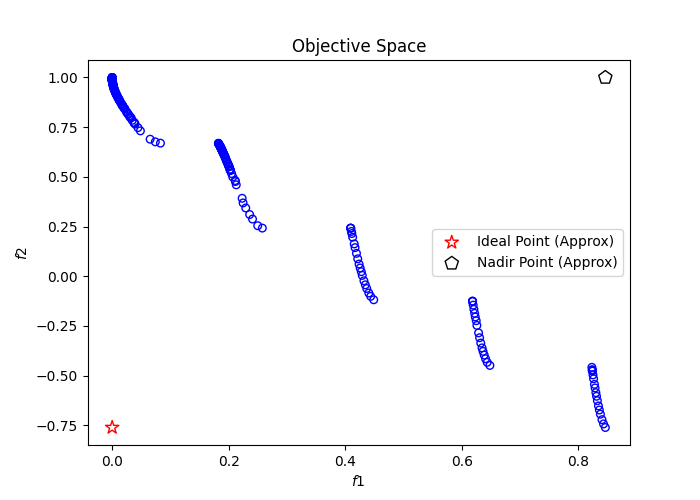 Objective Space
1.00
0.75
0.50
0.25
0.00
−0.25
−0.50
−0.75
f2
Ideal Point (Approx)
Nadir Point (Approx)
0.0 0.2 0.4 0.6 0.8
f1